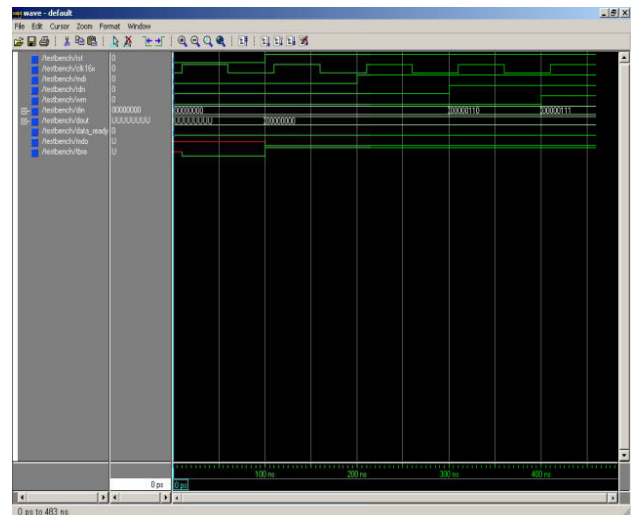 wave - default
File Edit Cursor Zoom Format Window
/testbench/rst 0
/testbench/clk16x 0
/testbench/mdi 0
/testbench/rdn 0
/testbench/wrn 0
/testbench/din 00000000 00000000 00000110 00000111
/testbench/dout UUUUUUUU UUUUUUUU 00000000
/testbench/data_ready 0
/testbench/mdo U
/testbench/tbre U
100 ns 200 ns 300 ns 400 ns
0 ps 0 ps
0 ps to 483 ns